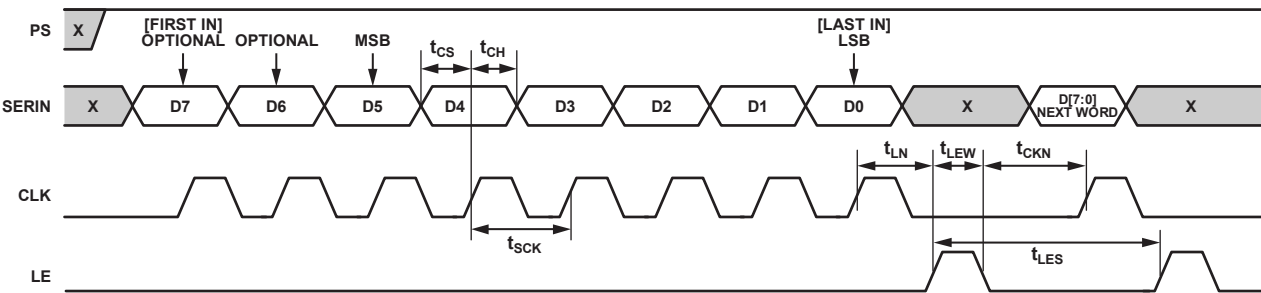 PS
X
[FIRST IN]
OPTIONAL
OPTIONAL
MSB
tCS
tCH
[LAST IN]
LSB
SERIN
X
D7
D6
D5
D4
D3
D2
D1
D0
X
D[7:0]
NEXT WORD
X
tLN
tLEW
tCKN
CLK
tSCK
tLES
LE